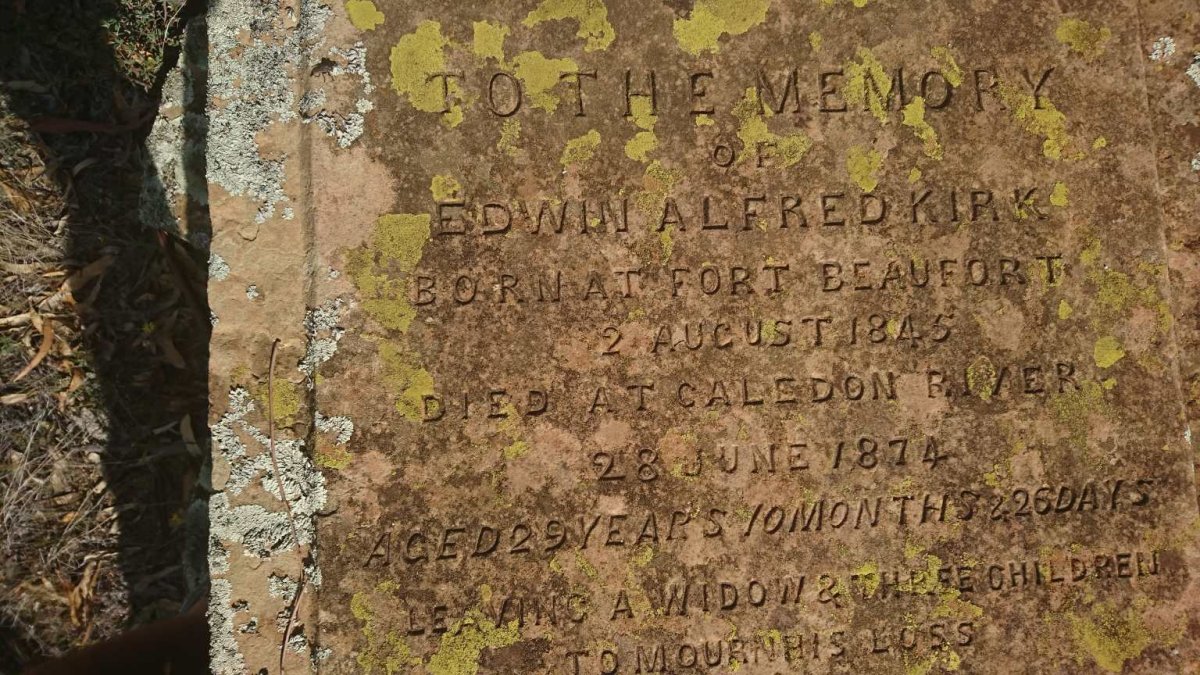 TO THE MEMORY
OF
EDWIN ALFRED KIRK
BORN AT FORT BEAUFORT
2 AUGUST 1845
DIED AT CALEDON RIVER
28 JUNE 1874
AGED 29 YEARS 10 MONTHS & 26 DAYS
LEAVING A WIDOW & THREE CHILDREN
TO MOURN HIS LOSS